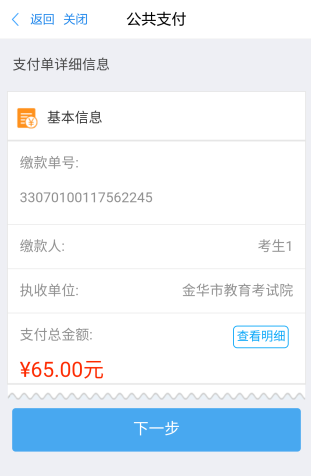 返回 关闭 公共支付
支付单详细信息
基本信息
缴款单号:
33070100117562245
缴款人: 考生1
执收单位: 金华市教育考试院
支付总金额: 查看明细
¥65.00元
下一步